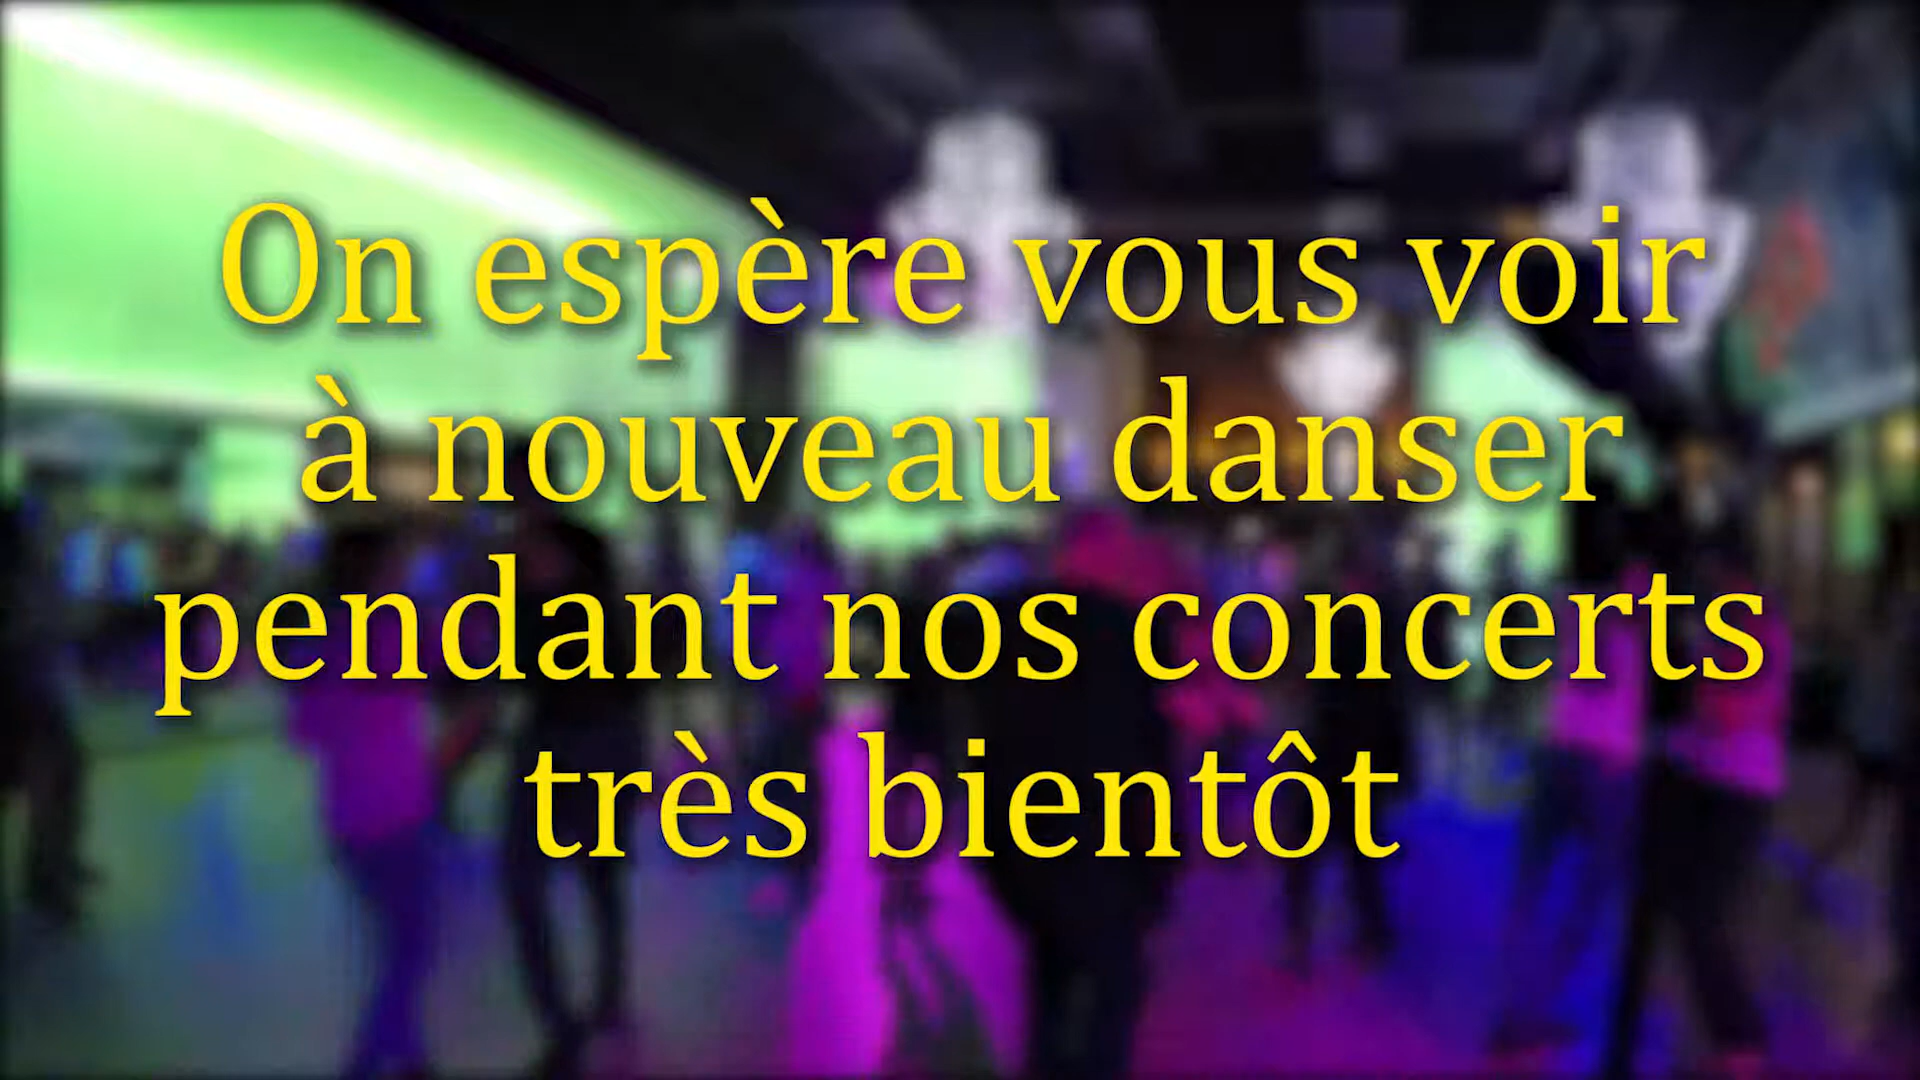 On espère vous voir
à nouveau danser
pendant nos concerts
très bientôt